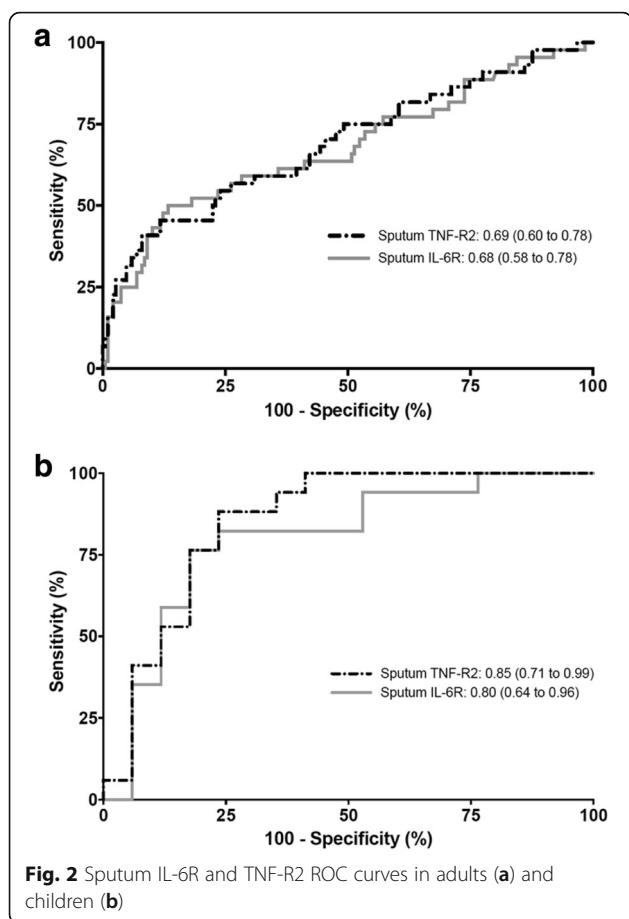 a
100
75
50
25
0
Sensitivity (%)
Sputum TNF-R2: 0.69 (0.60 to 0.78)
Sputum IL-6R: 0.68 (0.58 to 0.78)
0 25 50 75 100
100 - Specificity (%)
b
100
75
50
25
0
Sensitivity (%)
Sputum TNF-R2: 0.85 (0.71 to 0.99)
Sputum IL-6R: 0.80 (0.64 to 0.96)
0 25 50 75 100
100 - Specificity (%)
Fig. 2 Sputum IL-6R and TNF-R2 ROC curves in adults (a) and
children (b)